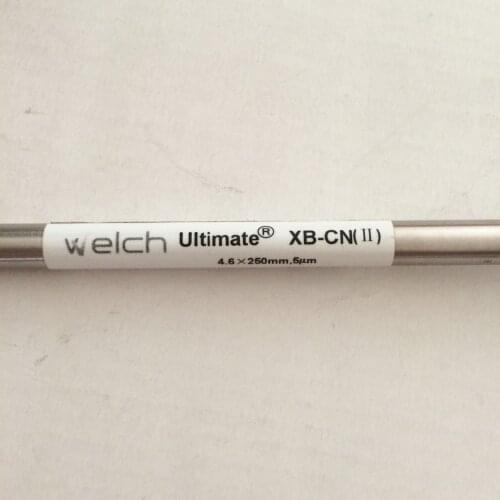 Welch Ultimate® XB-CN(II)
4.6×250mm,5μm